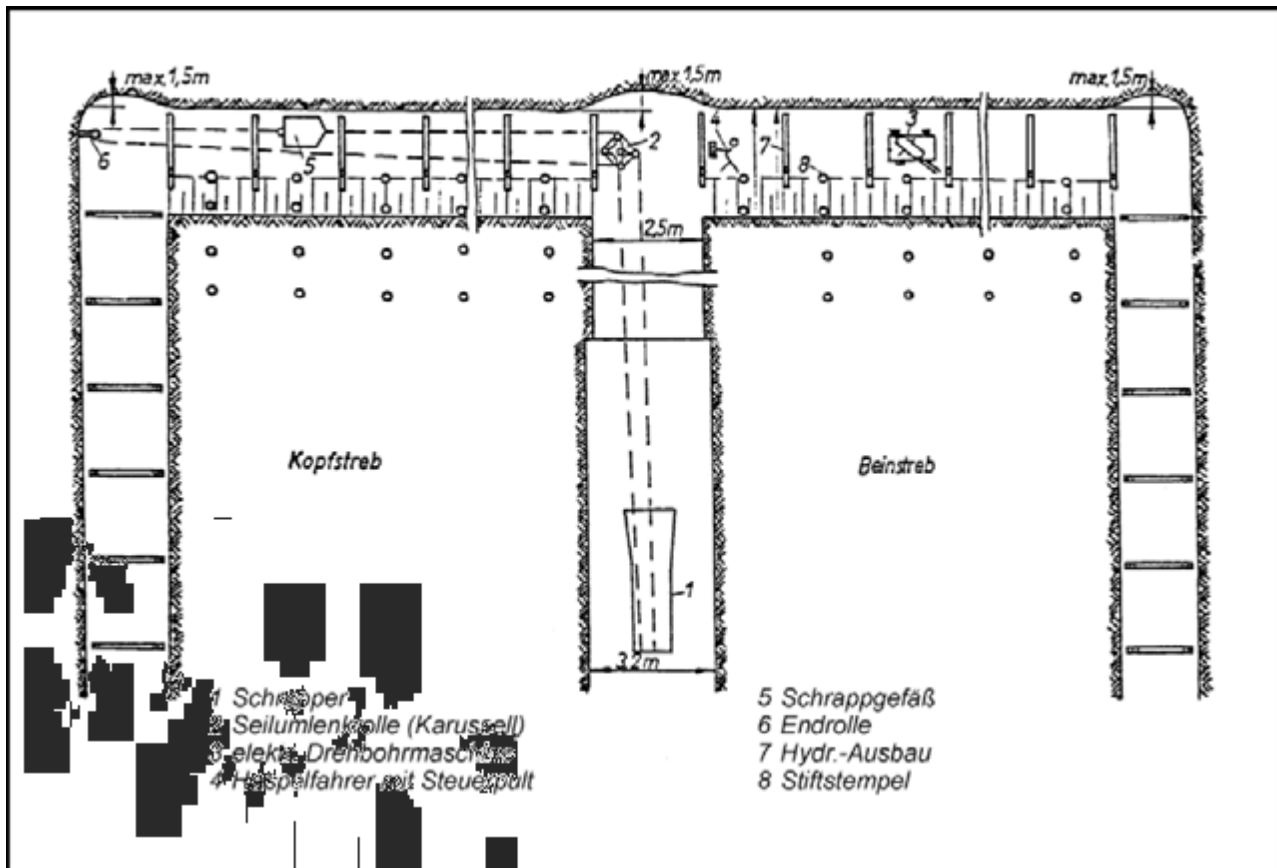 max. 1,5m
max. 1,5m
max. 1,5m
6
5
2
4
7
8
3
2,5m
Kopfstreb
Beinstreb
1
3,2m
1 Schrapper
2 Seilumlenkrolle (Karussell)
3 elektr. Drehbohrmaschine
4 Haspelfahrer mit Steuerpult
5 Schrappgefäß
6 Endrolle
7 Hydr.-Ausbau
8 Stiftstempel